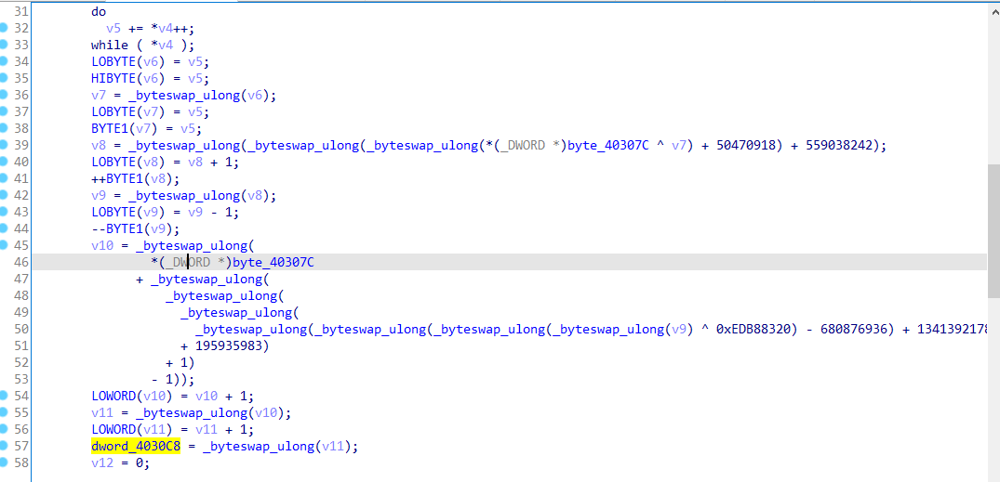 31 do
32 v5 += *v4++;
33 while ( *v4 );
34 LOBYTE(v6) = v5;
35 HIBYTE(v6) = v5;
36 v7 = _byteswap_ulong(v6);
37 LOBYTE(v7) = v5;
38 BYTE1(v7) = v5;
39 v8 = _byteswap_ulong(_byteswap_ulong(_byteswap_ulong(*(_DWORD *)byte_40307C ^ v7) + 50470918) + 559038242);
40 LOBYTE(v8) = v8 + 1;
41 ++BYTE1(v8);
42 v9 = _byteswap_ulong(v8);
43 LOBYTE(v9) = v9 - 1;
44 --BYTE1(v9);
45 v10 = _byteswap_ulong(
46 *(_DWORD *)byte_40307C
47 + _byteswap_ulong(
48 _byteswap_ulong(
49 _byteswap_ulong(
50 _byteswap_ulong(_byteswap_ulong(_byteswap_ulong(_byteswap_ulong(v9) ^ 0xEDB88320) - 680876936) + 1341392178
51 + 195935983)
52 + 1)
53 - 1));
54 LOWORD(v10) = v10 + 1;
55 v11 = _byteswap_ulong(v10);
56 LOWORD(v11) = v11 + 1;
57 dword_4030C8 = _byteswap_ulong(v11);
58 v12 = 0;